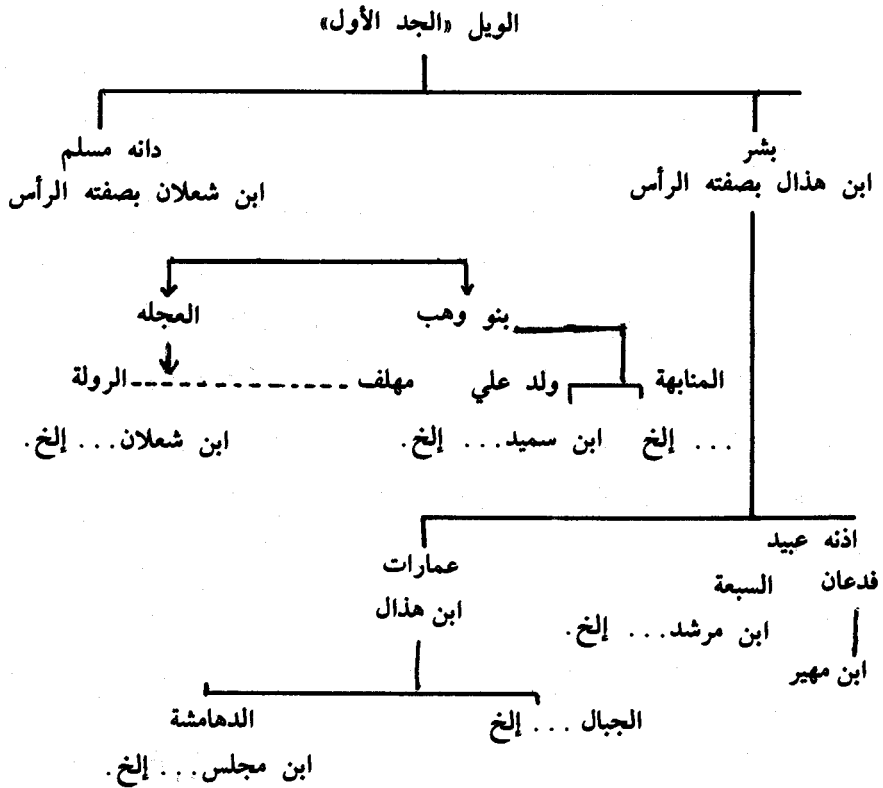 الويل «الجد الأول»
بشر
ابن هذال بصفته الرأس
دانه مسلم
ابن شعلان بصفته الرأس
بنو وهب
العجله
المنابهة
ولد علي
مهلف
الرولة
... إلخ
ابن سميد... إلخ.
ابن شعلان... إلخ.
اذنه عبيد
فدعان
السبعة
ابن مهير
ابن مرشد... إلخ.
عمارات
ابن هذال
الجبال ... إلخ
الدهامشة
ابن مجلس... إلخ.